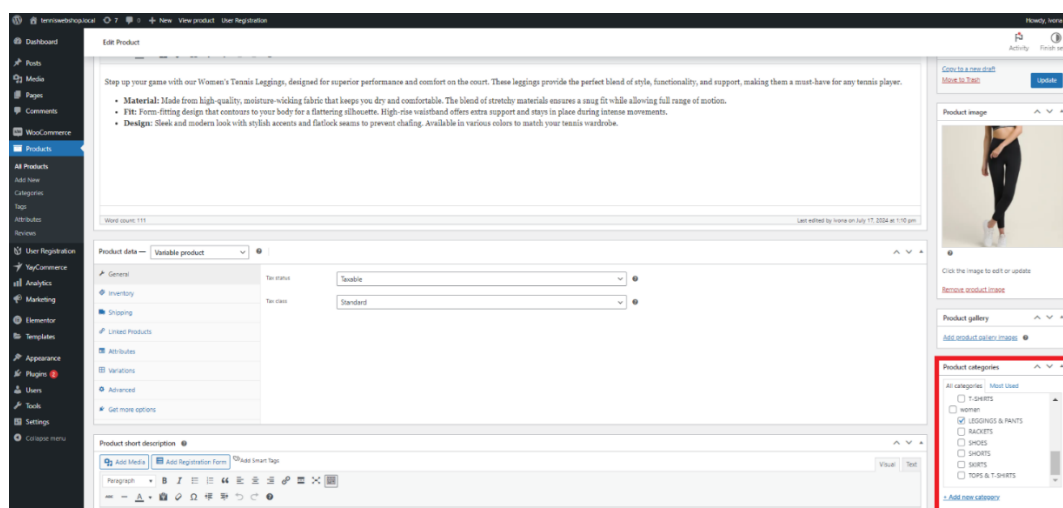 tenniswebshop.local 7 0 + New View product User Registration Howdy, Ivona
Dashboard
Posts
Media
Pages
Comments
WooCommerce
Products
All Products
Add New
Categories
Tags
Attributes
Reviews
User Registration
YayCommerce
Analytics
Marketing
Elementor
Templates
Appearance
Plugins 2
Users
Tools
Settings
Collapse menu
Edit Product
Activity Finish se
Step up your game with our Women's Tennis Leggings, designed for superior performance and comfort on the court. These leggings provide the perfect blend of style, functionality, and support, making them a must-have for any tennis player.
• Material: Made from high-quality, moisture-wicking fabric that keeps you dry and comfortable. The blend of stretchy materials ensures a snug fit while allowing full range of motion.
• Fit: Form-fitting design that contours to your body for a flattering silhouette. High-rise waistband offers extra support and stays in place during intense movements.
• Design: Sleek and modern look with stylish accents and flatlock seams to prevent chafing. Available in various colors to match your tennis wardrobe.
Word count: 111 Last edited by Ivona on July 17, 2024 at 1:10 pm
Product data — Variable product
General
Inventory
Shipping
Linked Products
Attributes
Variations
Advanced
Get more options
Tax status Taxable
Tax class Standard
Product short description
Add Media Add Registration Form Add Smart Tags
Visual Text
Paragraph
Copy to a new draft
Move to Trash Update
Product image
Click the image to edit or update
Remove product image
Product gallery
Add product gallery images
Product categories
All categories Most Used
T-SHIRTS
women
LEGGINGS & PANTS
RACKETS
SHOES
SHORTS
SKIRTS
TOPS & T-SHIRTS
+ Add new category